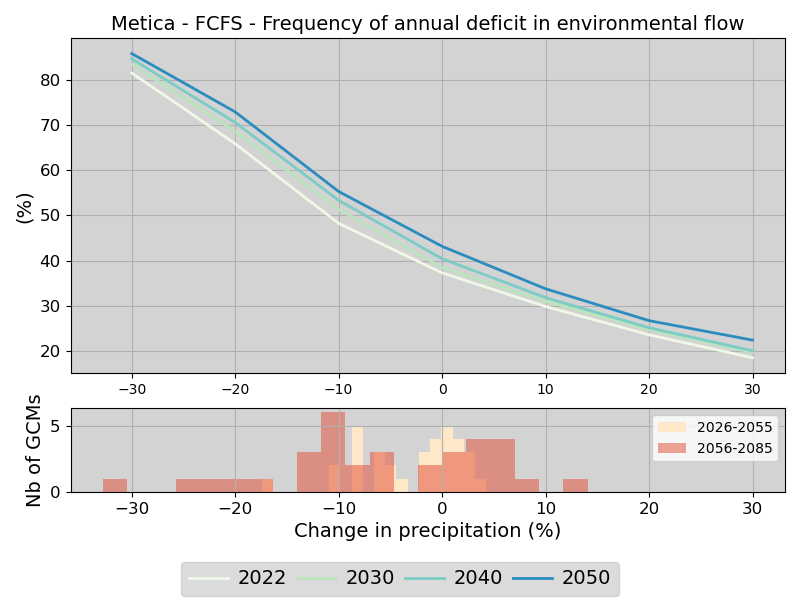 Metica - FCFS - Frequency of annual deficit in environmental flow
(%)
80
70
60
50
40
30
20
−30 −20 −10 0 10 20 30
Nb of GCMs
5
0
2026-2055
2056-2085
−30 −20 −10 0 10 20 30
Change in precipitation (%)
2022 2030 2040 2050